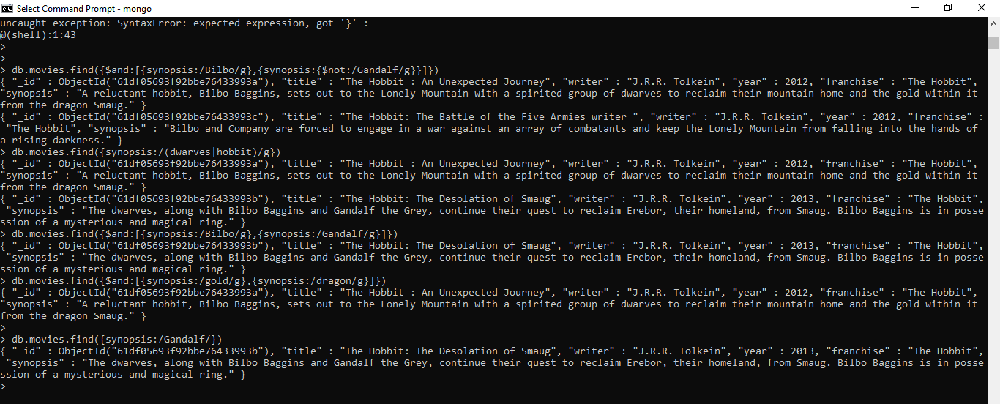 Select Command Prompt - mongo
uncaught exception: SyntaxError: expected expression, got '}' :
@(shell):1:43
>
>
> db.movies.find({$and:[{synopsis:/Bilbo/g},{synopsis:{$not:/Gandalf/g}}]})
{ "_id" : ObjectId("61df05693f92bbe76433993a"), "title" : "The Hobbit : An Unexpected Journey", "writer" : "J.R.R. Tolkein", "year" : 2012, "franchise" : "The Hobbit",
"synopsis" : "A reluctant hobbit, Bilbo Baggins, sets out to the Lonely Mountain with a spirited group of dwarves to reclaim their mountain home and the gold within it
from the dragon Smaug." }
{ "_id" : ObjectId("61df05693f92bbe76433993c"), "title" : "The Hobbit: The Battle of the Five Armies writer ", "writer" : "J.R.R. Tolkein", "year" : 2012, "franchise" :
"The Hobbit", "synopsis" : "Bilbo and Company are forced to engage in a war against an array of combatants and keep the Lonely Mountain from falling into the hands of
a rising darkness." }
> db.movies.find({synopsis:/(dwarves|hobbit)/g})
{ "_id" : ObjectId("61df05693f92bbe76433993a"), "title" : "The Hobbit : An Unexpected Journey", "writer" : "J.R.R. Tolkein", "year" : 2012, "franchise" : "The Hobbit",
"synopsis" : "A reluctant hobbit, Bilbo Baggins, sets out to the Lonely Mountain with a spirited group of dwarves to reclaim their mountain home and the gold within it
from the dragon Smaug." }
{ "_id" : ObjectId("61df05693f92bbe76433993b"), "title" : "The Hobbit: The Desolation of Smaug", "writer" : "J.R.R. Tolkein", "year" : 2013, "franchise" : "The Hobbit",
"synopsis" : "The dwarves, along with Bilbo Baggins and Gandalf the Grey, continue their quest to reclaim Erebor, their homeland, from Smaug. Bilbo Baggins is in posse
ssion of a mysterious and magical ring." }
> db.movies.find({$and:[{synopsis:/Bilbo/g},{synopsis:/Gandalf/g}]})
{ "_id" : ObjectId("61df05693f92bbe76433993b"), "title" : "The Hobbit: The Desolation of Smaug", "writer" : "J.R.R. Tolkein", "year" : 2013, "franchise" : "The Hobbit",
"synopsis" : "The dwarves, along with Bilbo Baggins and Gandalf the Grey, continue their quest to reclaim Erebor, their homeland, from Smaug. Bilbo Baggins is in posse
ssion of a mysterious and magical ring." }
> db.movies.find({$and:[{synopsis:/gold/g},{synopsis:/dragon/g}]})
{ "_id" : ObjectId("61df05693f92bbe76433993a"), "title" : "The Hobbit : An Unexpected Journey", "writer" : "J.R.R. Tolkein", "year" : 2012, "franchise" : "The Hobbit",
"synopsis" : "A reluctant hobbit, Bilbo Baggins, sets out to the Lonely Mountain with a spirited group of dwarves to reclaim their mountain home and the gold within it
from the dragon Smaug." }
>
> db.movies.find({synopsis:/Gandalf/})
{ "_id" : ObjectId("61df05693f92bbe76433993b"), "title" : "The Hobbit: The Desolation of Smaug", "writer" : "J.R.R. Tolkein", "year" : 2013, "franchise" : "The Hobbit",
"synopsis" : "The dwarves, along with Bilbo Baggins and Gandalf the Grey, continue their quest to reclaim Erebor, their homeland, from Smaug. Bilbo Baggins is in posse
ssion of a mysterious and magical ring." }
>